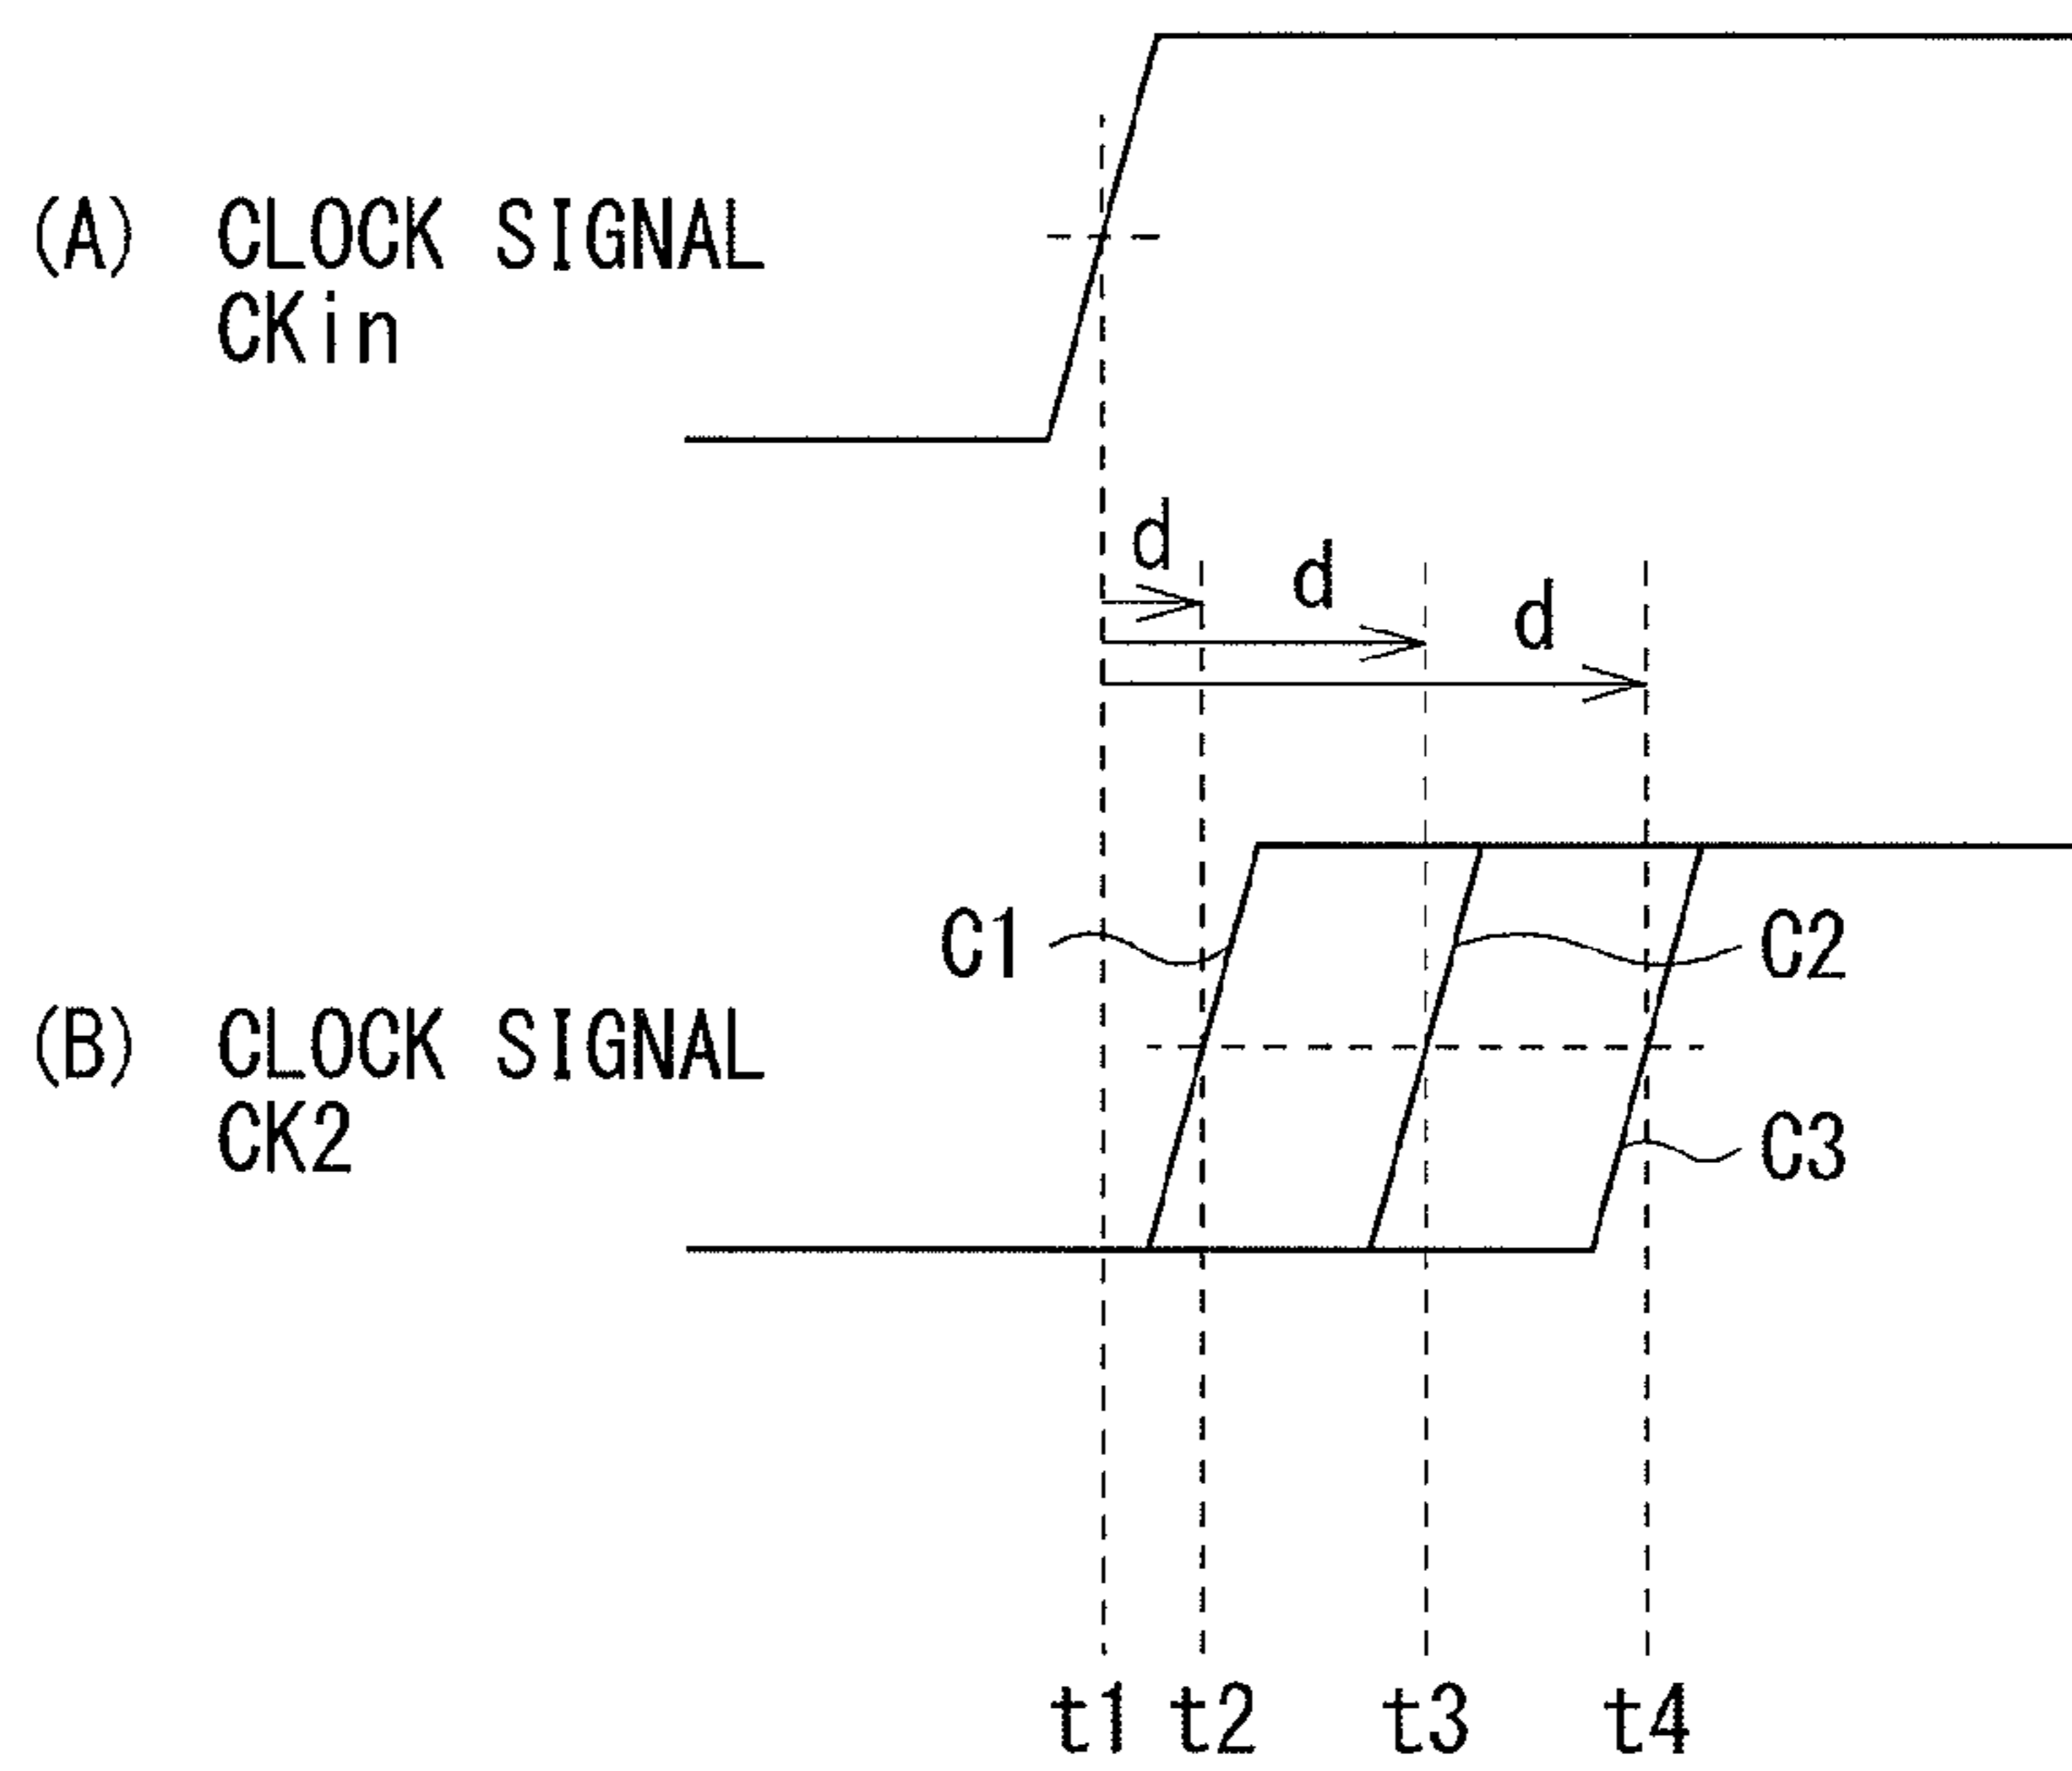 (A) CLOCK SIGNAL
CKin
d
d
d
C1
C2
(B) CLOCK SIGNAL
CK2
C3
t1 t2 t3 t4